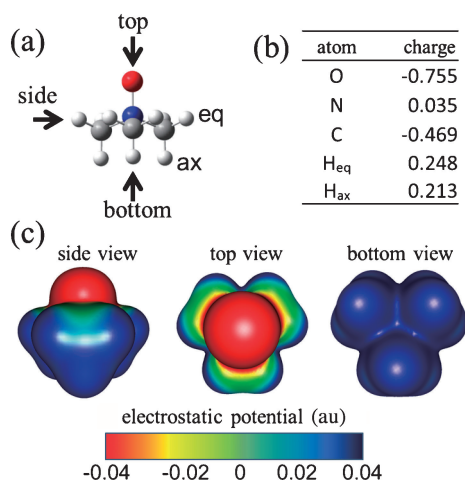 (a)
top
side
eq
ax
bottom
(b)
atom charge
O -0.755
N 0.035
C -0.469
Heq 0.248
Hax 0.213
(c)
side view top view bottom view
electrostatic potential (au)
-0.04 -0.02 0 0.02 0.04